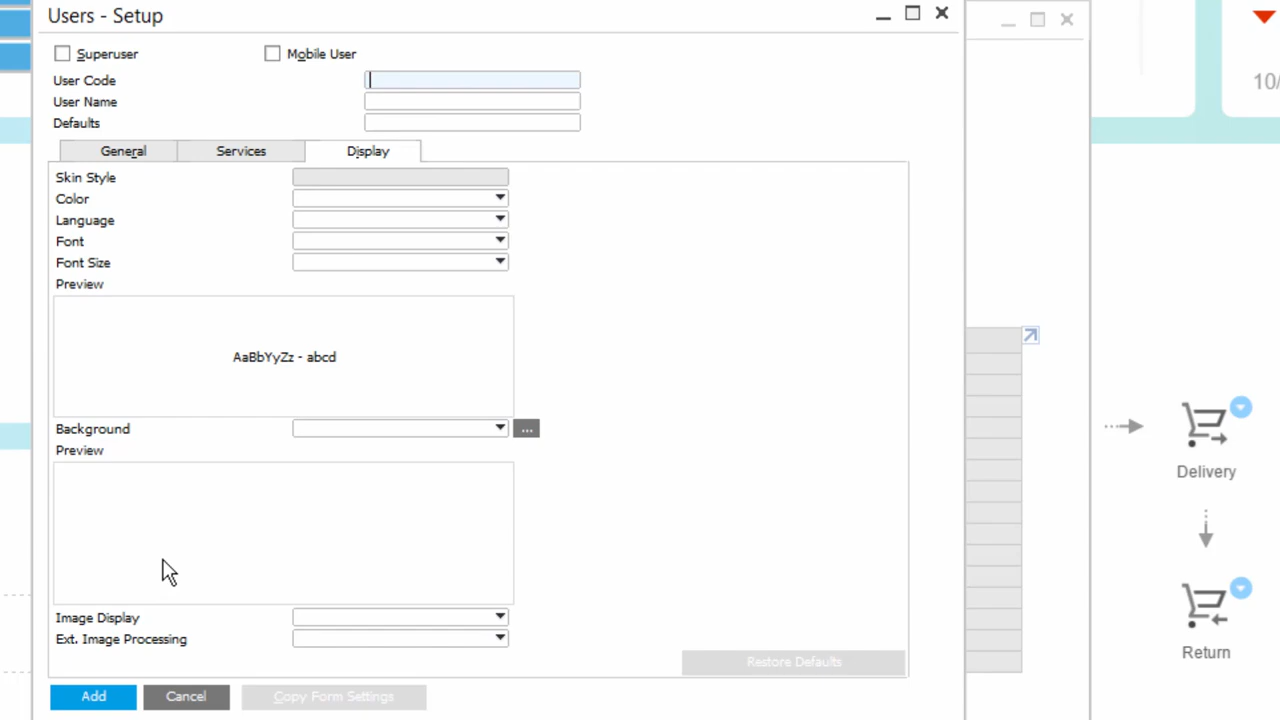 Users - Setup
Superuser
Mobile User
User Code
User Name
Defaults
General
Services
Display
Skin Style
Color
Language
Font
Font Size
Preview
AaBbYyZz - abcd
Background
...
Preview
Image Display
Ext. Image Processing
Restore Defaults
Add
Cancel
Copy Form Settings
10/
Delivery
Return